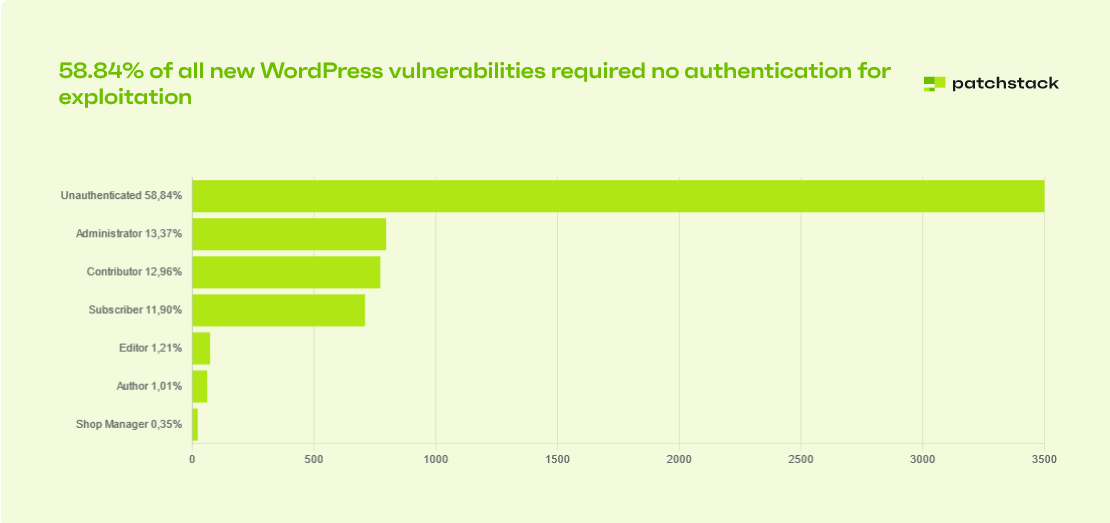 58.84% of all new WordPress vulnerabilities required no authentication for
exploitation
patchstack
Unauthenticated 58,84%
Administrator 13,37%
Contributor 12,96%
Subscriber 11,90%
Editor 1,21%
Author 1,01%
Shop Manager 0,35%
0 500 1000 1500 2000 2500 3000 3500